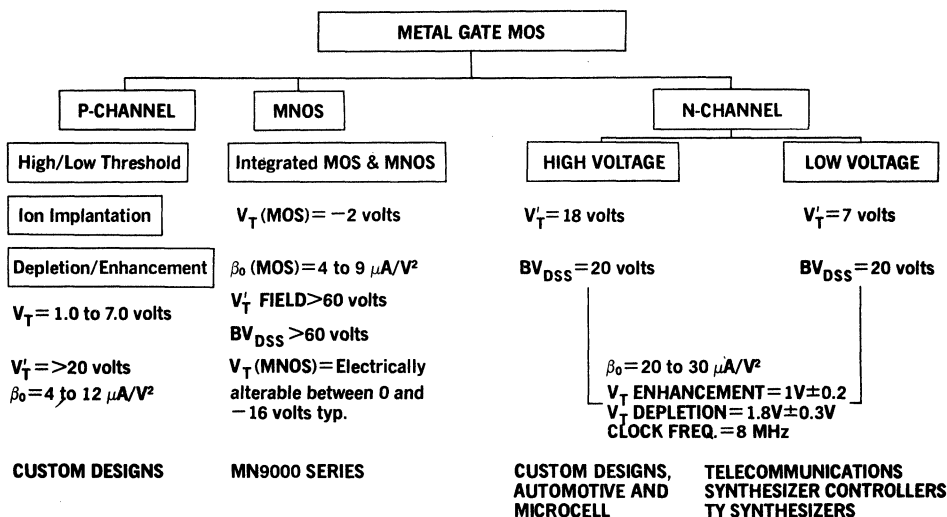 METAL GATE MOS
P-CHANNEL
MNOS
N-CHANNEL
High/Low Threshold
Integrated MOS & MNOS
HIGH VOLTAGE
LOW VOLTAGE
Ion Implantation
V_T (MOS)= −2 volts
V'_T = 18 volts
V'_T = 7 volts
Depletion/Enhancement
β₀ (MOS)=4 to 9 μA/V²
BV_DSS = 20 volts
BV_DSS = 20 volts
V'_T FIELD>60 volts
V_T = 1.0 to 7.0 volts
BV_DSS >60 volts
V'_T = >20 volts
V_T (MNOS)=Electrically
alterable between 0 and
−16 volts typ.
β₀=4 to 12 μA/V²
β₀=20 to 30 μA/V²
V_T ENHANCEMENT=1V±0.2
V_T DEPLETION=1.8V±0.3V
CLOCK FREQ.=8 MHz
CUSTOM DESIGNS
MN9000 SERIES
CUSTOM DESIGNS,
AUTOMOTIVE AND
MICROCELL
TELECOMMUNICATIONS
SYNTHESIZER CONTROLLERS
TY SYNTHESIZERS